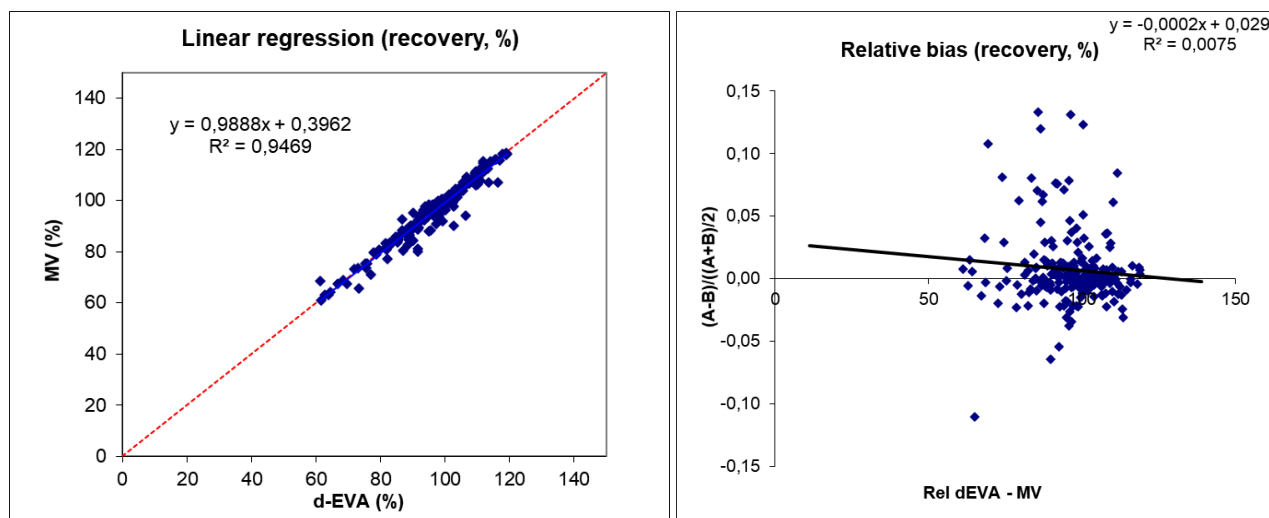 Linear regression (recovery, %)
y = 0,9888x + 0,3962
R² = 0,9469
MV (%)
140
120
100
80
60
40
20
0
0 20 40 60 80 100 120 140
d-EVA (%)
y = -0,0002x + 0,029
R² = 0,0075
Relative bias (recovery, %)
(A-B)/((A+B)/2)
0,15
0,10
0,05
0,00
-0,05
-0,10
-0,15
0 50 100 150
Rel dEVA - MV